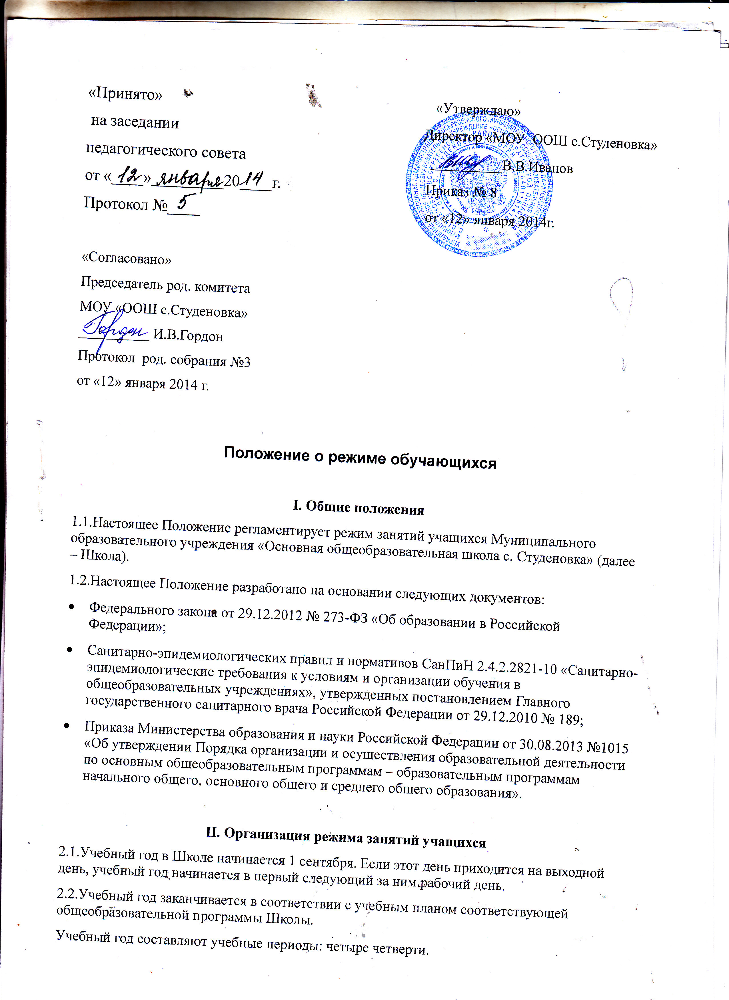 «Принято»
на заседании
педагогического совета
от «12» января 2014 г.
Протокол № 5
«Утверждаю»
Директор «МОУ ООШ с.Студеновка»
В.В.Иванов
Приказ № 8
от «12» января 2014г.
«Согласовано»
Председатель род. комитета
МОУ «ООШ с.Студеновка»
Гордон И.В.Гордон
Протокол род. собрания №3
от «12» января 2014 г.
Положение о режиме обучающихся
I. Общие положения
1.1.Настоящее Положение регламентирует режим занятий учащихся Муниципального
образовательного учреждения «Основная общеобразовательная школа с. Студеновка» (далее
– Школа).
1.2.Настоящее Положение разработано на основании следующих документов:
• Федерального закона от 29.12.2012 № 273-ФЗ «Об образовании в Российской
Федерации»;
• Санитарно-эпидемиологических правил и нормативов СанПиН 2.4.2.2821-10 «Санитарно-
эпидемиологические требования к условиям и организации обучения в
общеобразовательных учреждениях», утвержденных постановлением Главного
государственного санитарного врача Российской Федерации от 29.12.2010 № 189;
• Приказа Министерства образования и науки Российской Федерации от 30.08.2013 №1015
«Об утверждении Порядка организации и осуществления образовательной деятельности
по основным общеобразовательным программам – образовательным программам
начального общего, основного общего и среднего общего образования».
II. Организация режима занятий учащихся
2.1.Учебный год в Школе начинается 1 сентября. Если этот день приходится на выходной
день, учебный год начинается в первый следующий за ним рабочий день.
2.2.Учебный год заканчивается в соответствии с учебным планом соответствующей
общеобразовательной программы Школы.
Учебный год составляют учебные периоды: четыре четверти.